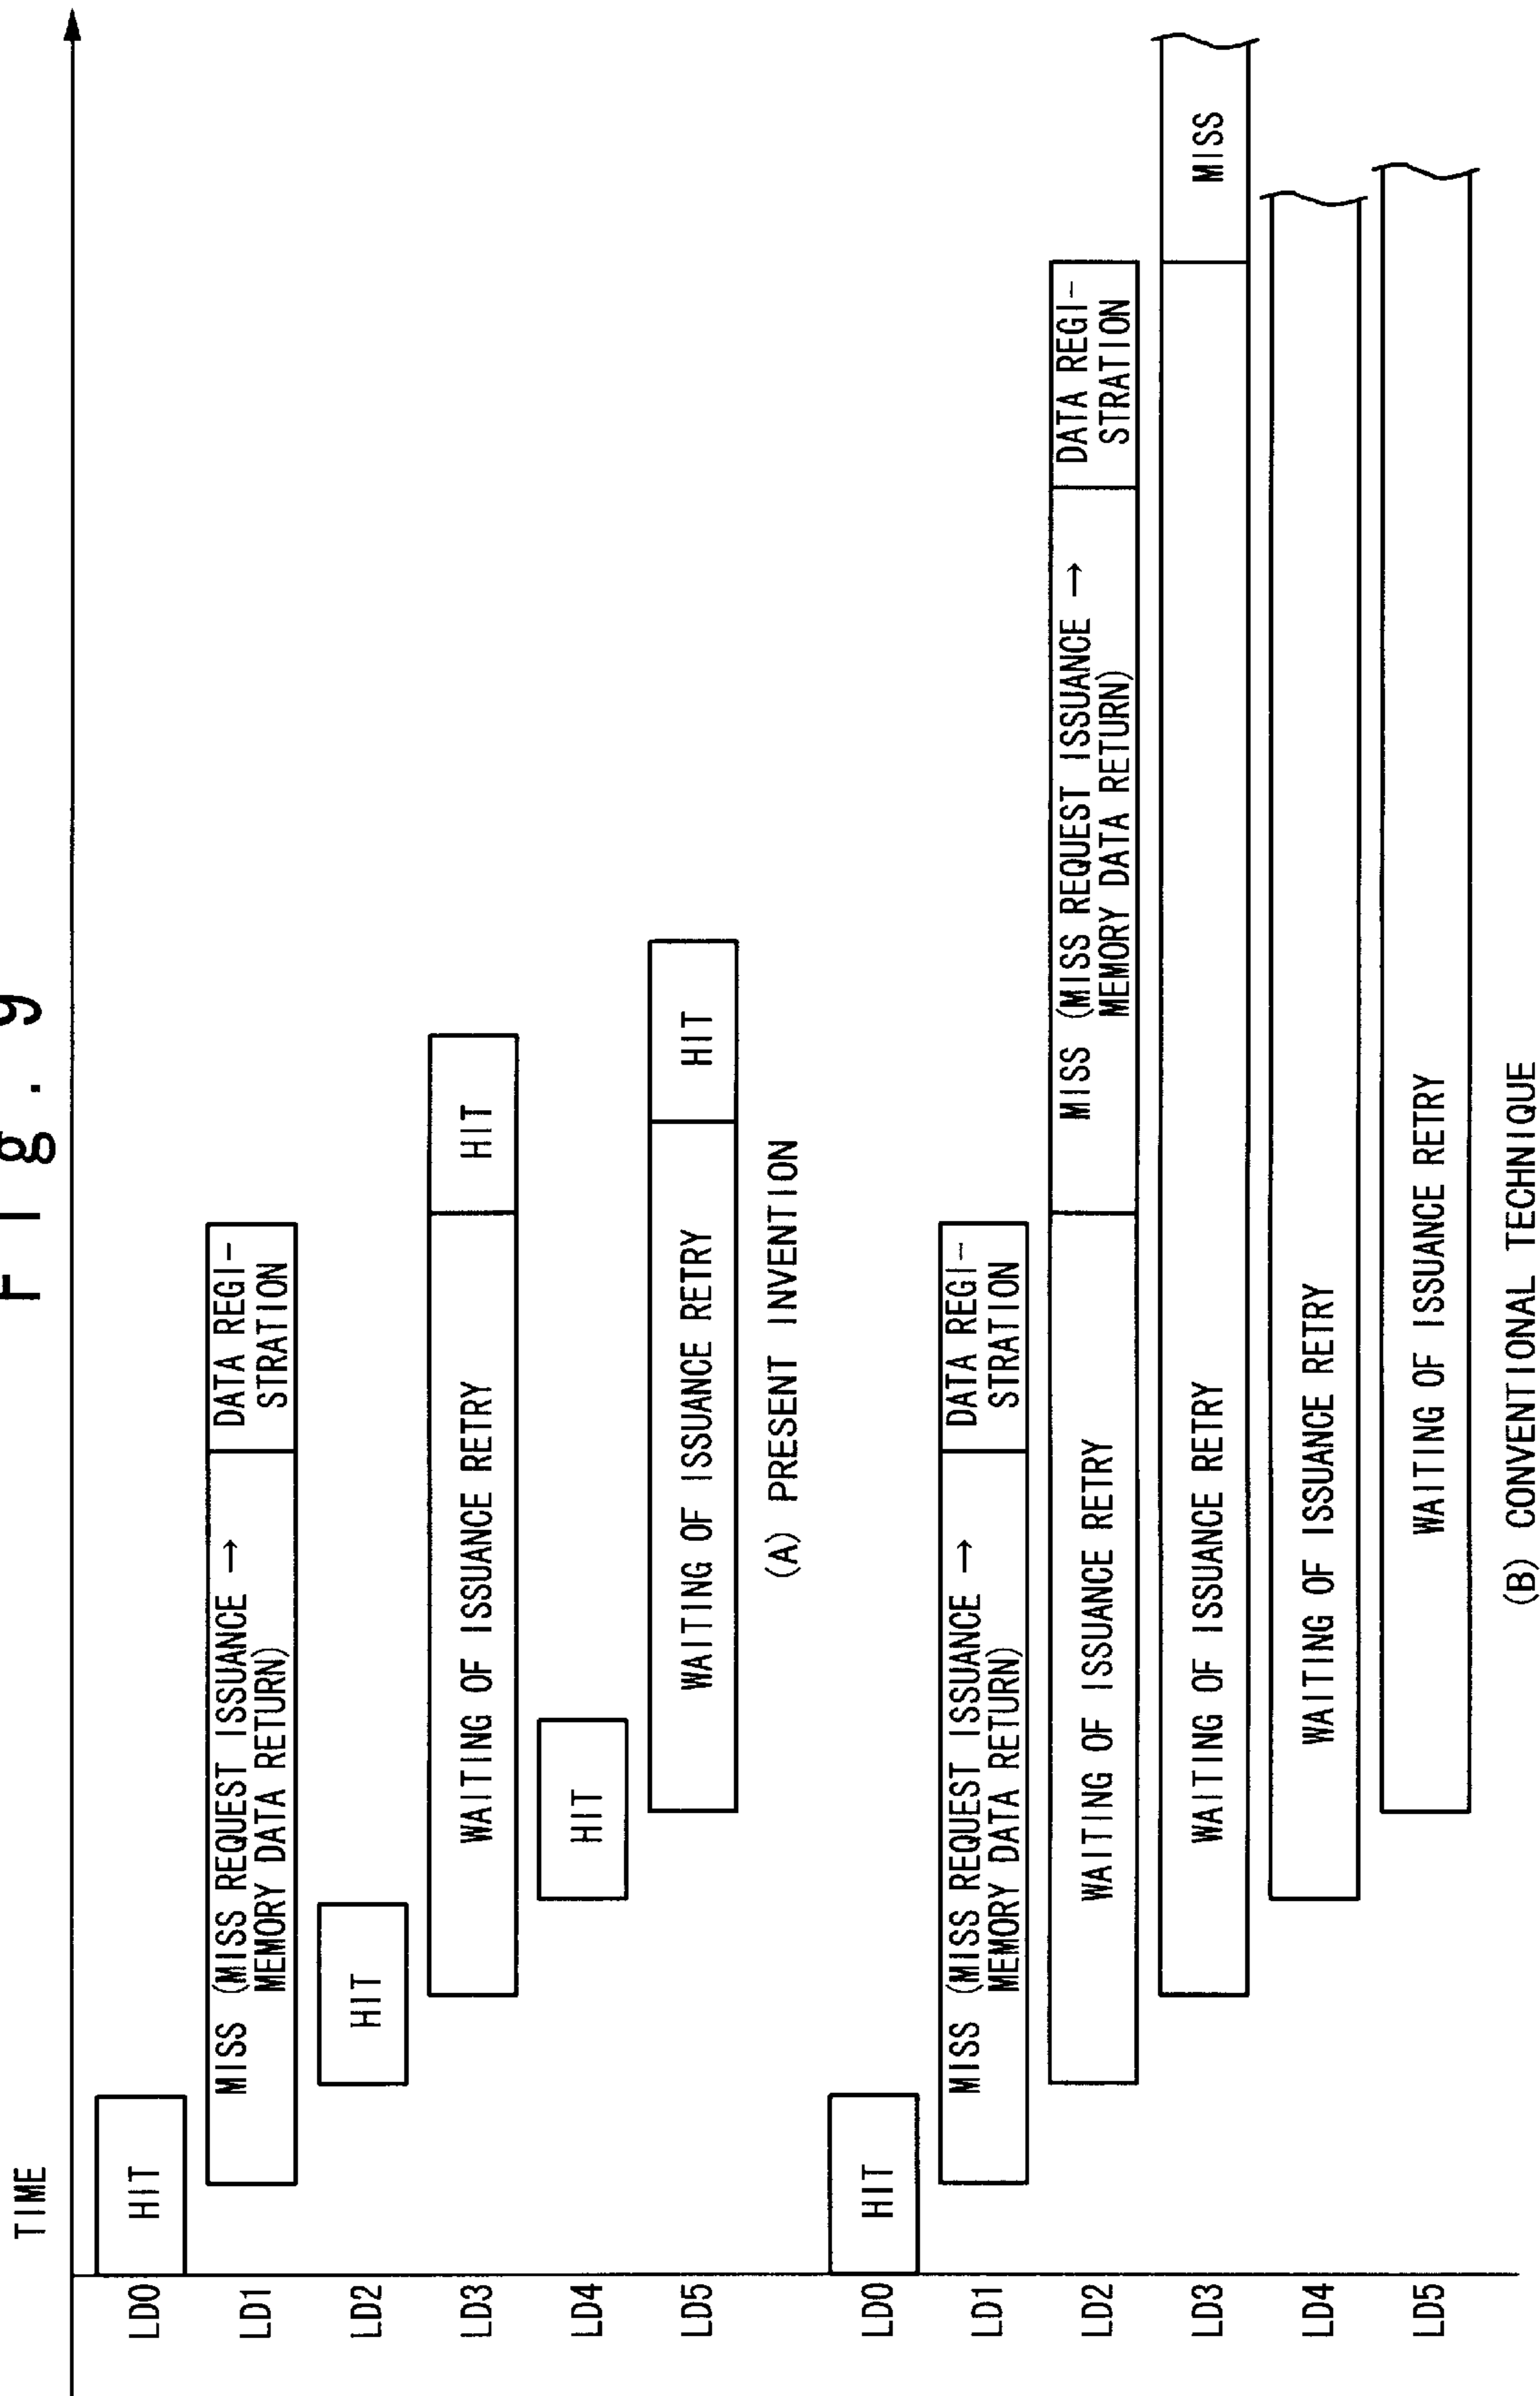 Fig. 9
TIME
LD0
HIT
LD1
MISS (MISS REQUEST ISSUANCE →
MEMORY DATA RETURN)
DATA REGI-
STRATION
LD2
HIT
LD3
WAITING OF ISSUANCE RETRY
HIT
LD4
HIT
LD5
WAITING OF ISSUANCE RETRY
HIT
(A) PRESENT INVENTION
LD0
HIT
LD1
MISS (MISS REQUEST ISSUANCE →
MEMORY DATA RETURN)
DATA REGI-
STRATION
LD2
WAITING OF ISSUANCE RETRY
MISS (MISS REQUEST ISSUANCE →
MEMORY DATA RETURN)
DATA REGI-
STRATION
LD3
WAITING OF ISSUANCE RETRY
MISS
LD4
WAITING OF ISSUANCE RETRY
LD5
WAITING OF ISSUANCE RETRY
(B) CONVENTIONAL TECHNIQUE